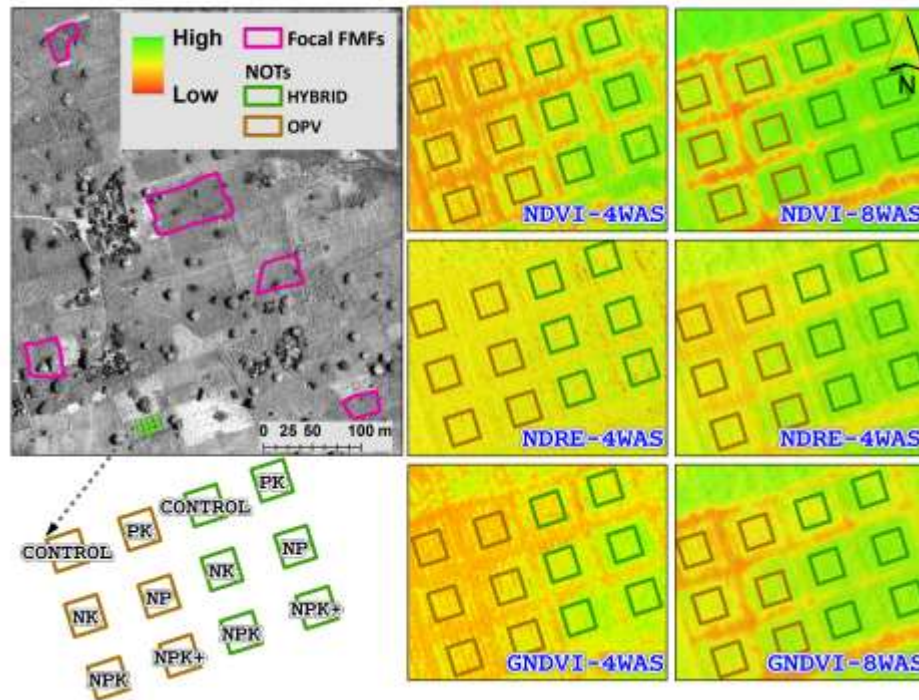 High
Low
Focal FMFs
NOTs
HYBRID
OPV
0 25 50 100 m
N
NDVI-4WAS
NDVI-8WAS
NDRE-4WAS
NDRE-4WAS
GNDVI-4WAS
GNDVI-8WAS
CONTROL
PK
CONTROL
PK
NK
NP
NK
NP
NPK
NPK+
NPK
NPK+